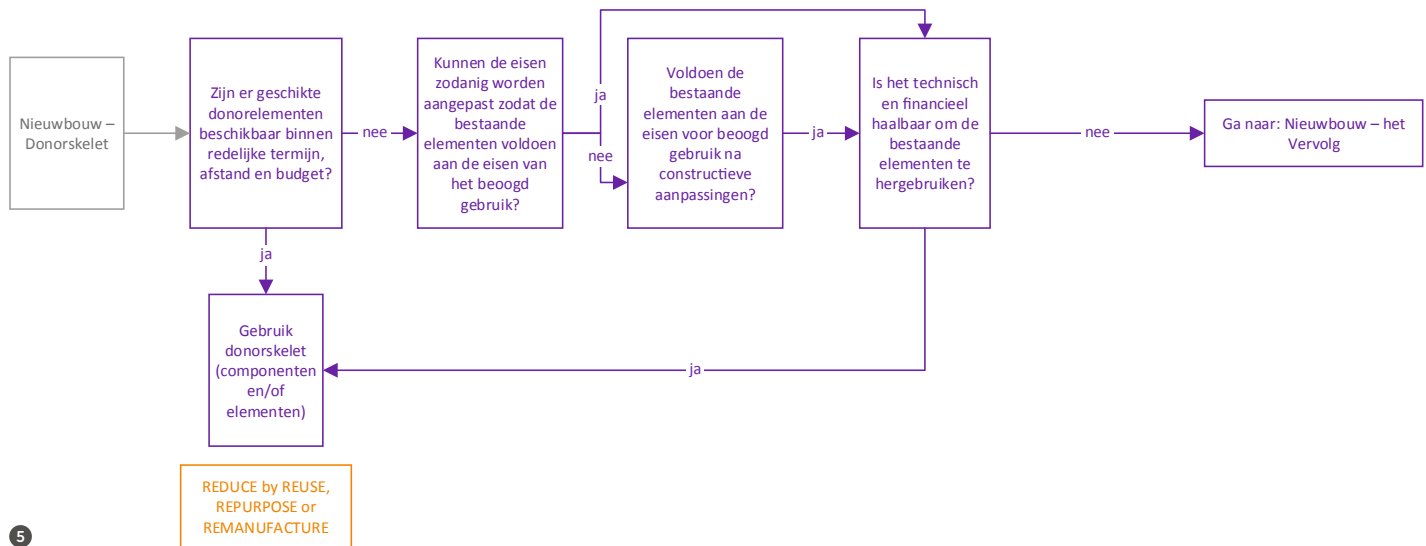 Nieuwbouw –
Donorskelet
Zijn er geschikte
donorelementen
beschikbaar binnen
redelijke termijn,
afstand en budget?
nee
Kunnen de eisen
zodanig worden
aangepast zodat de
bestaande
elementen voldoen
aan de eisen van
het beoogd
gebruik?
ja
nee
Voldoen de
bestaande
elementen aan de
eisen voor beoogd
gebruik na
constructieve
aanpassingen?
ja
Is het technisch
en financieel
haalbaar om de
bestaande
elementen te
hergebruiken?
nee
Ga naar: Nieuwbouw – het
Vervolg
ja
Gebruik
donorskelet
(componenten
en/of
elementen)
ja
REDUCE by REUSE,
REPURPOSE or
REMANUFACTURE
5